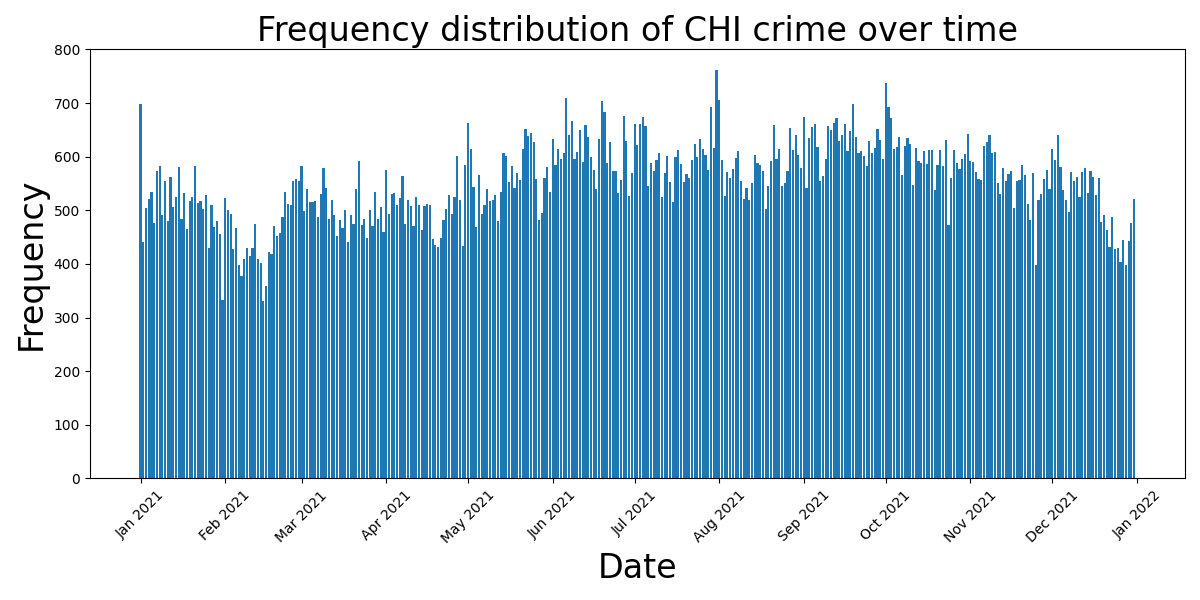 Frequency distribution of CHI crime over time
800
700
600
500
400
300
200
100
0
Frequency
Jan 2021
Feb 2021
Mar 2021
Apr 2021
May 2021
Jun 2021
Jul 2021
Aug 2021
Sep 2021
Oct 2021
Nov 2021
Dec 2021
Jan 2022
Date